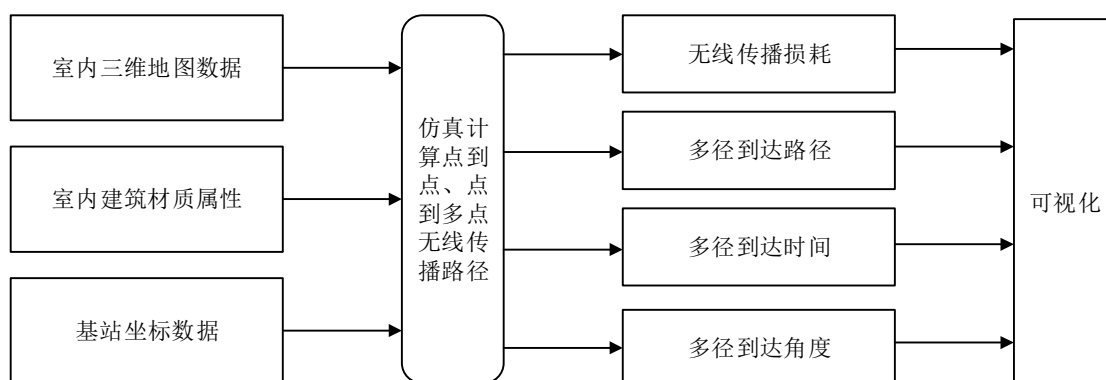 室内三维地图数据
室内建筑材质属性
基站坐标数据
仿真计
算点到
点、点
到多点
无线传
播路径
无线传播损耗
多径到达路径
多径到达时间
多径到达角度
可视化